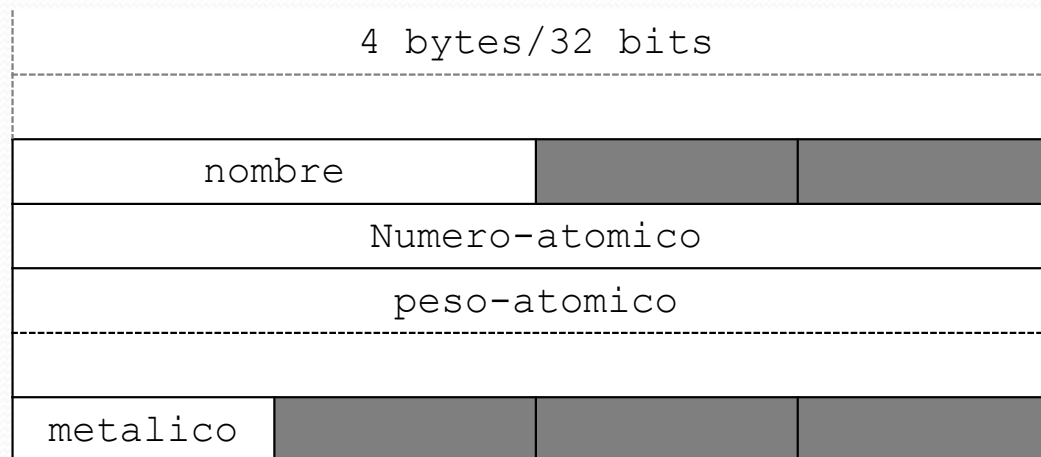 4 bytes/32 bits
nombre
Numero-atomico
peso-atomico
metalico